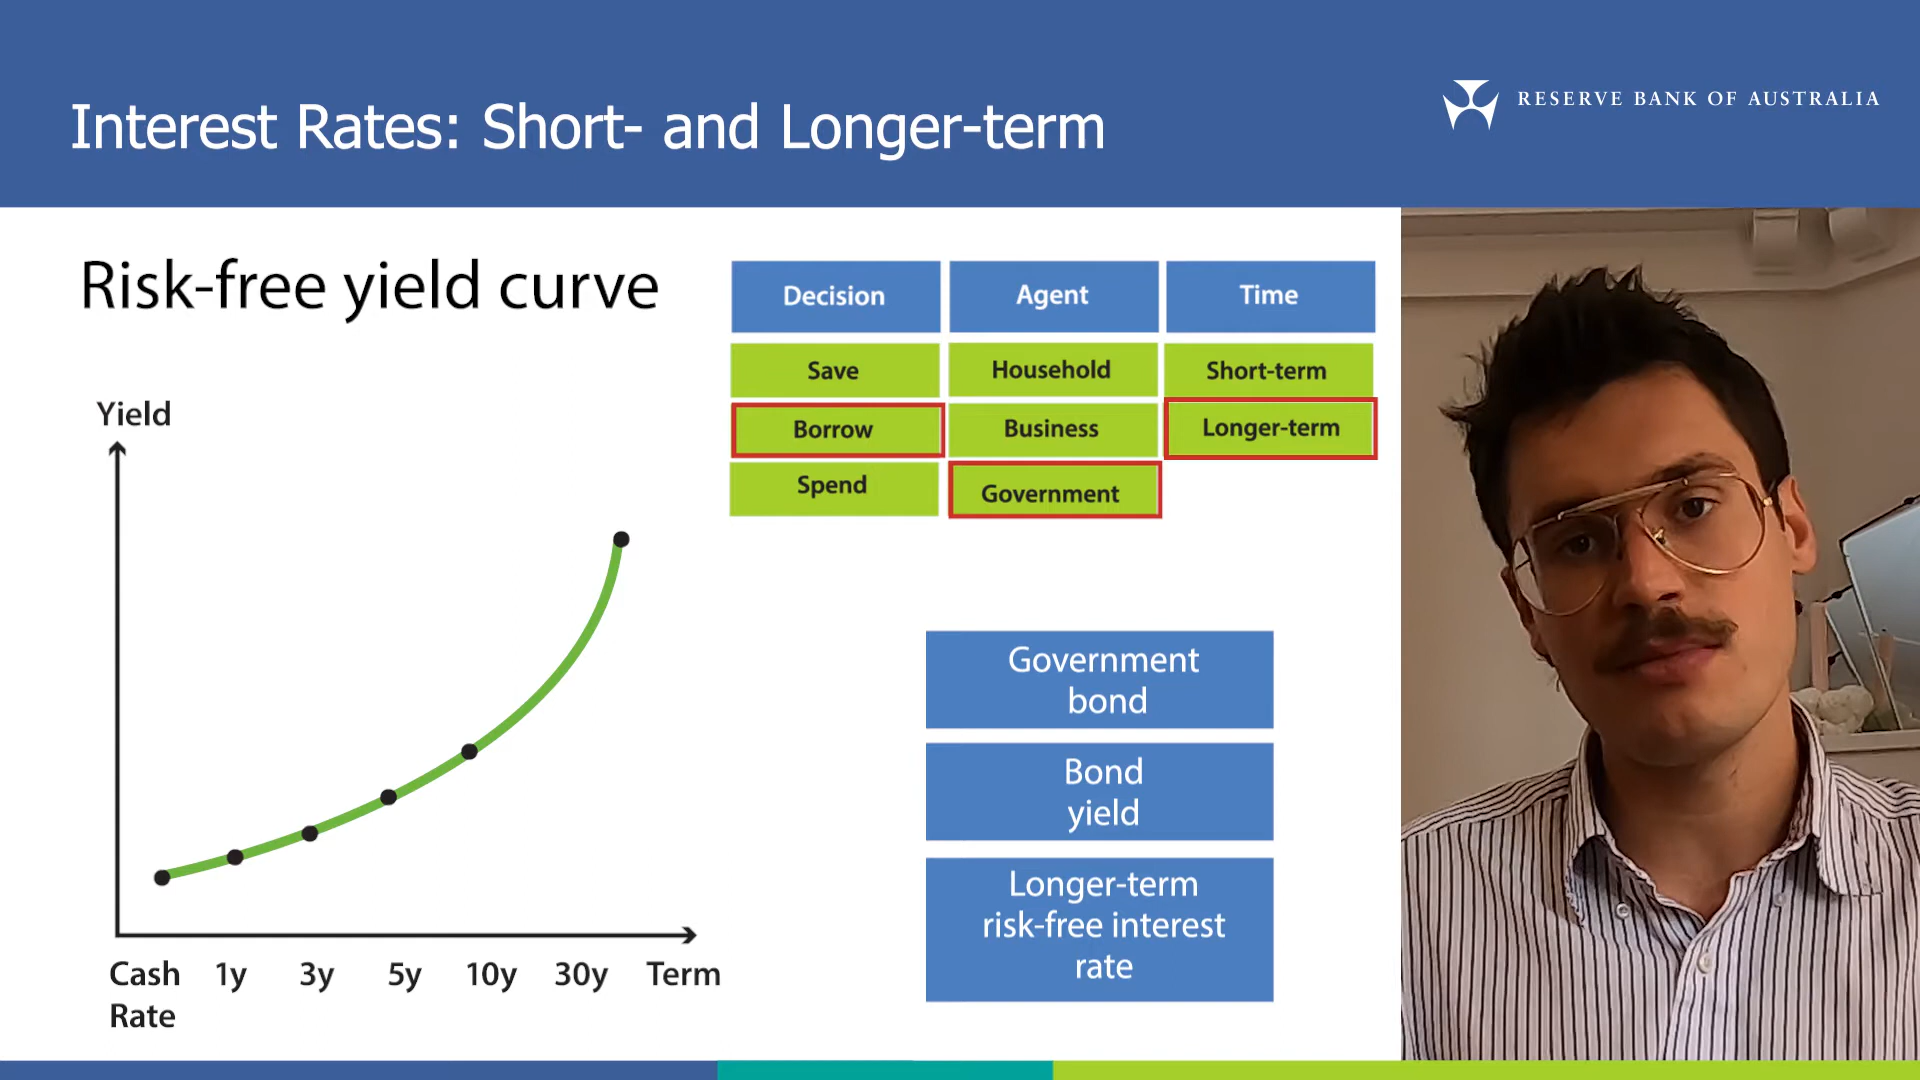 Interest Rates: Short- and Longer-term
RESERVE BANK OF AUSTRALIA
Risk-free yield curve
Decision Agent Time
Save Household Short-term
Borrow Business Longer-term
Spend Government
Yield
Cash Rate 1y 3y 5y 10y 30y Term
Government
bond
Bond
yield
Longer-term
risk-free interest
rate